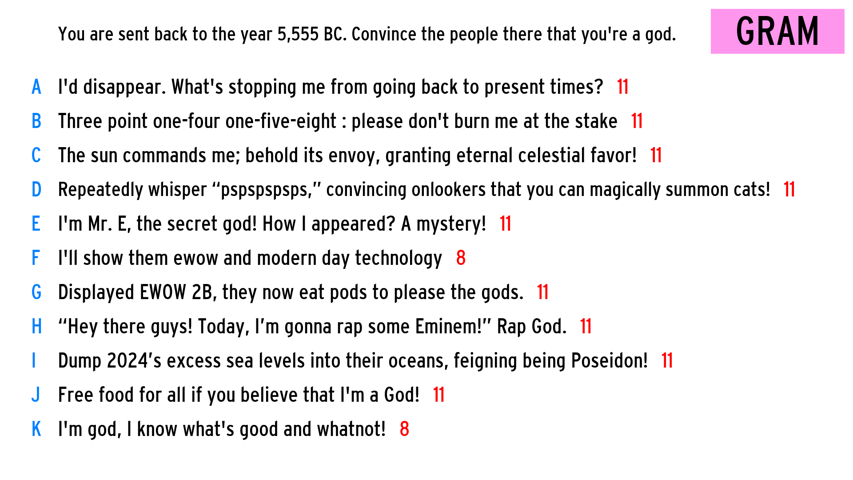 You are sent back to the year 5,555 BC. Convince the people there that you're a god.
GRAM
A I'd disappear. What's stopping me from going back to present times? 11
B Three point one-four one-five-eight : please don't burn me at the stake 11
C The sun commands me; behold its envoy, granting eternal celestial favor! 11
D Repeatedly whisper “pspspspsps,” convincing onlookers that you can magically summon cats! 11
E I'm Mr. E, the secret god! How I appeared? A mystery! 11
F I'll show them ewow and modern day technology 8
G Displayed EWOW 2B, they now eat pods to please the gods. 11
H “Hey there guys! Today, I’m gonna rap some Eminem!” Rap God. 11
I Dump 2024’s excess sea levels into their oceans, feigning being Poseidon! 11
J Free food for all if you believe that I'm a God! 11
K I'm god, I know what's good and whatnot! 8